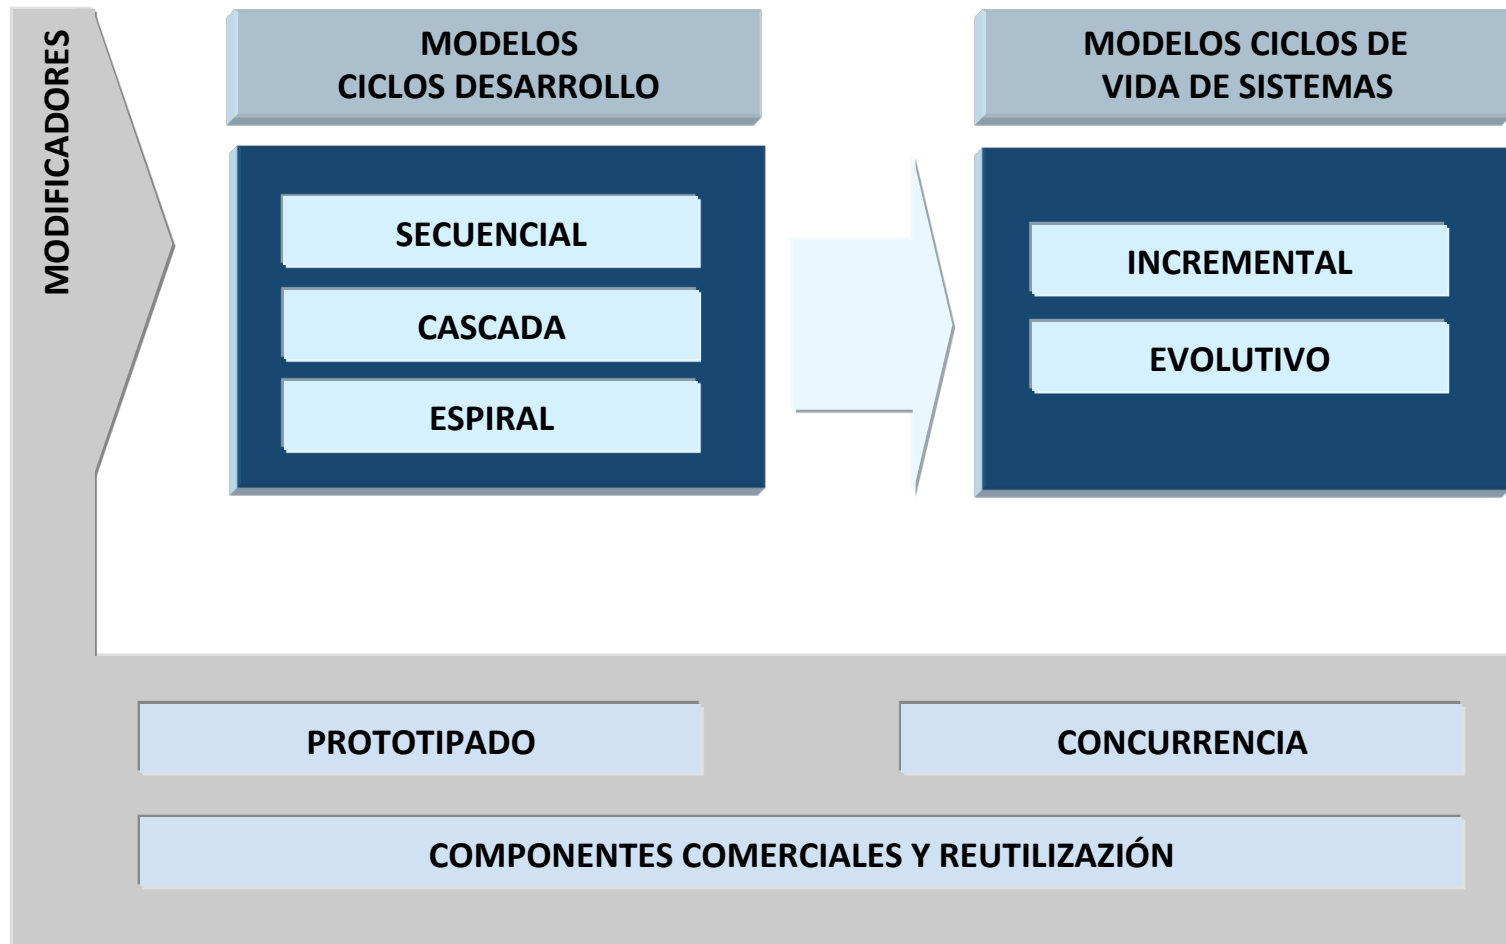 MODIFICADORES
MODELOS
CICLOS DESARROLLO
SECUENCIAL
CASCADA
ESPIRAL
MODELOS CICLOS DE
VIDA DE SISTEMAS
INCREMENTAL
EVOLUTIVO
PROTOTIPADO
CONCURRENCIA
COMPONENTES COMERCIALES Y REUTILIZAZIÓN